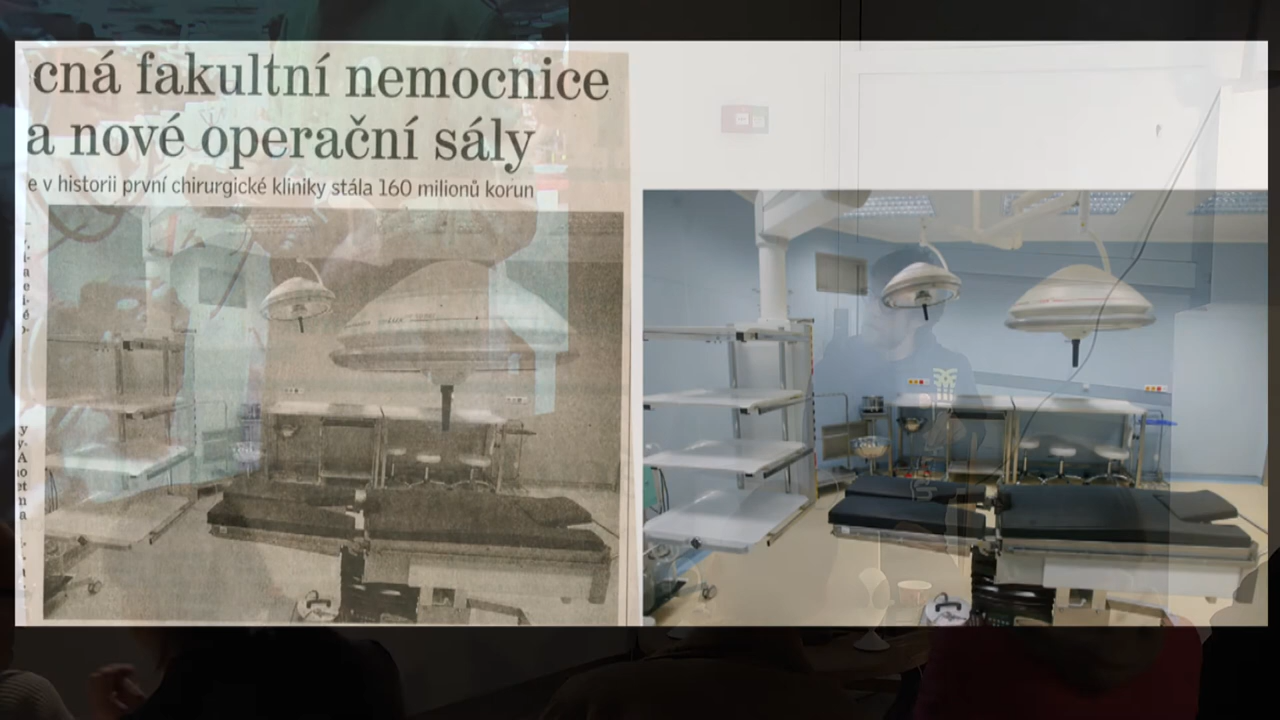 cná fakultní nemocnice
a nové operační sály
e v historii první chirurgické kliniky stála 160 milionů korun